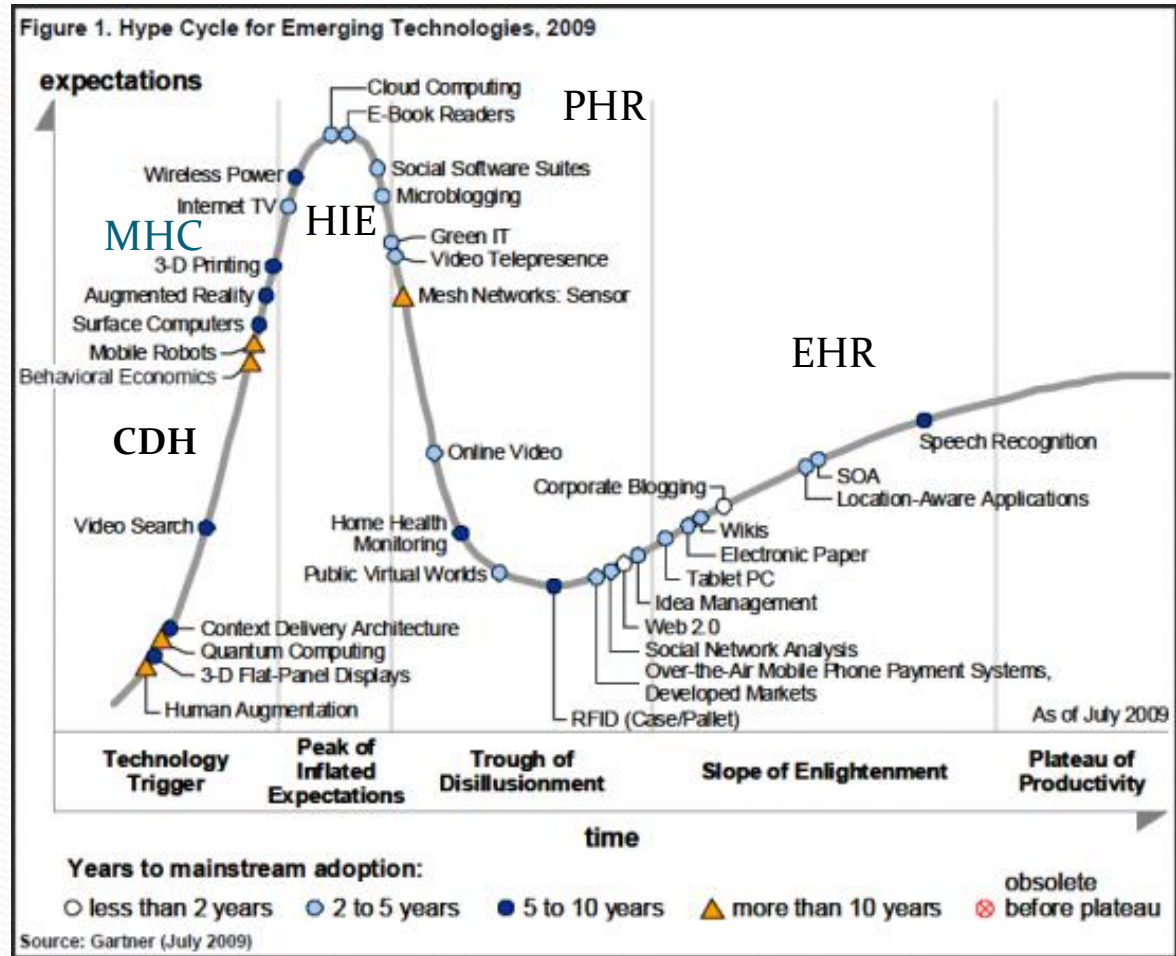 Figure 1. Hype Cycle for Emerging Technologies, 2009
expectations
Cloud Computing
E-Book Readers
PHR
Wireless Power
Social Software Suites
Internet TV
Microblogging
MHC
HIE
Green IT
Video Telepresence
3-D Printing
Augmented Reality
Mesh Networks: Sensor
Surface Computers
Mobile Robots
Behavioral Economics
EHR
CDH
Speech Recognition
Online Video
SOA
Location-Aware Applications
Corporate Blogging
Video Search
Home Health
Monitoring
Wikis
Electronic Paper
Public Virtual Worlds
Tablet PC
Idea Management
Context Delivery Architecture
Web 2.0
Quantum Computing
Social Network Analysis
3-D Flat-Panel Displays
Over-the-Air Mobile Phone Payment Systems,
Developed Markets
Human Augmentation
RFID (Case/Pallet)
As of July 2009
Technology
Trigger
Peak of
Inflated
Expectations
Trough of
Disillusionment
Slope of Enlightenment
Plateau of
Productivity
time
Years to mainstream adoption:
less than 2 years
2 to 5 years
5 to 10 years
more than 10 years
obsolete
before plateau
Source: Gartner (July 2009)